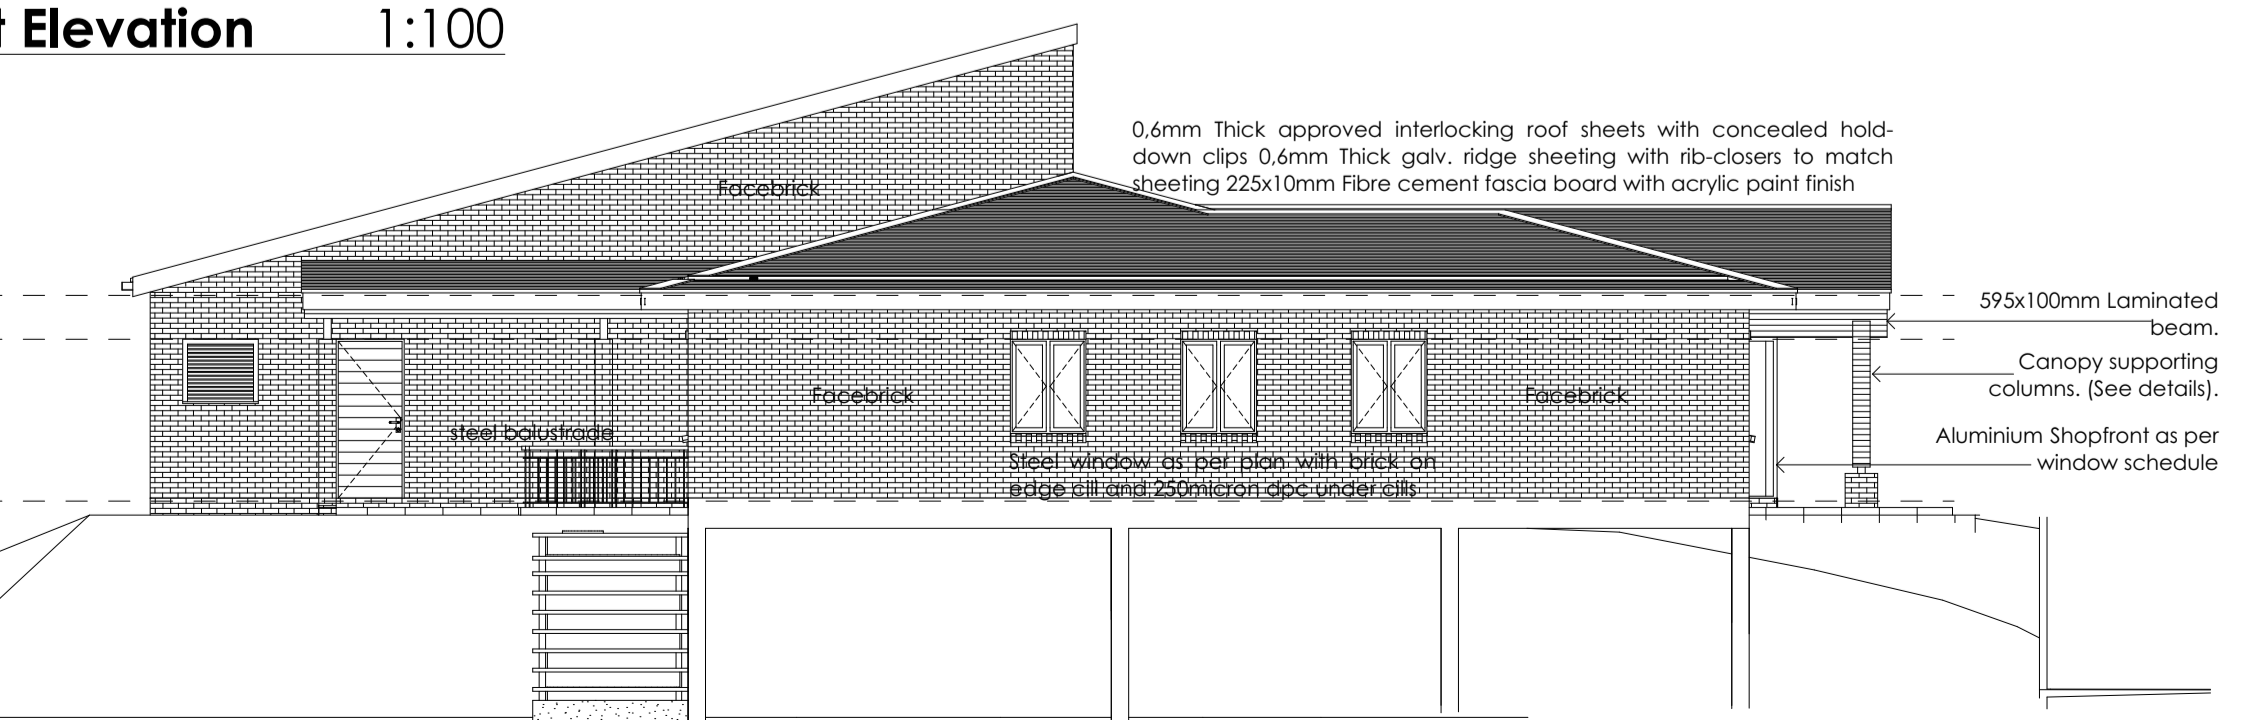 t Elevation 1:100
0,6mm Thick approved interlocking roof sheets with concealed hold-
down clips 0,6mm Thick galv. ridge sheeting with rib-closers to match
sheeting 225x10mm Fibre cement fascia board with acrylic paint finish
Facebrick
595x100mm Laminated
beam.
Canopy supporting
columns. (See details).
Facebrick
Facebrick
steel balustrade
Aluminium Shopfront as per
window schedule
Steel window as per plan with brick on
edge cill and 250micron dpc under cills